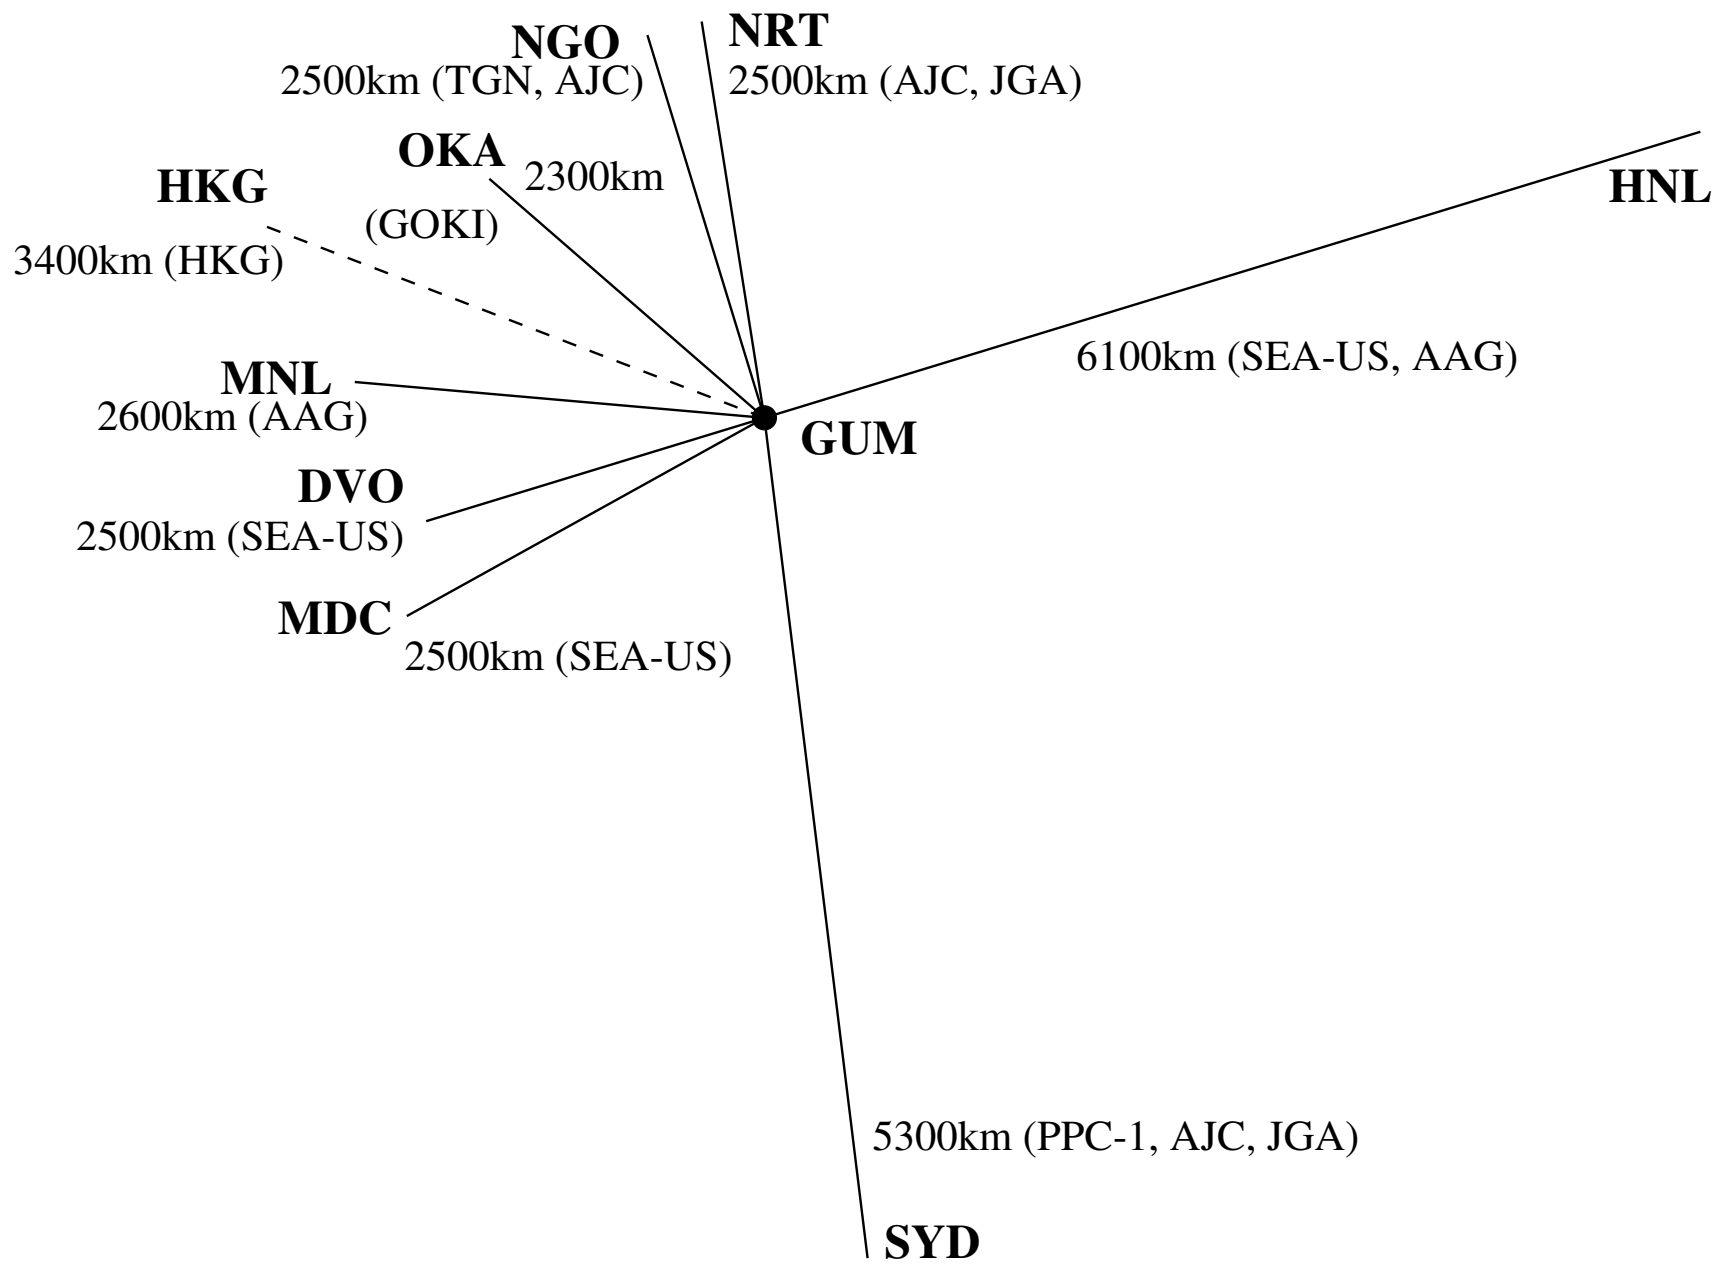 NGO
2500km (TGN, AJC)
NRT
2500km (AJC, JGA)
OKA
2300km
(GOKI)
HKG
3400km (HKG)
HNL
6100km (SEA-US, AAG)
MNL
2600km (AAG)
GUM
DVO
2500km (SEA-US)
MDC
2500km (SEA-US)
5300km (PPC-1, AJC, JGA)
SYD